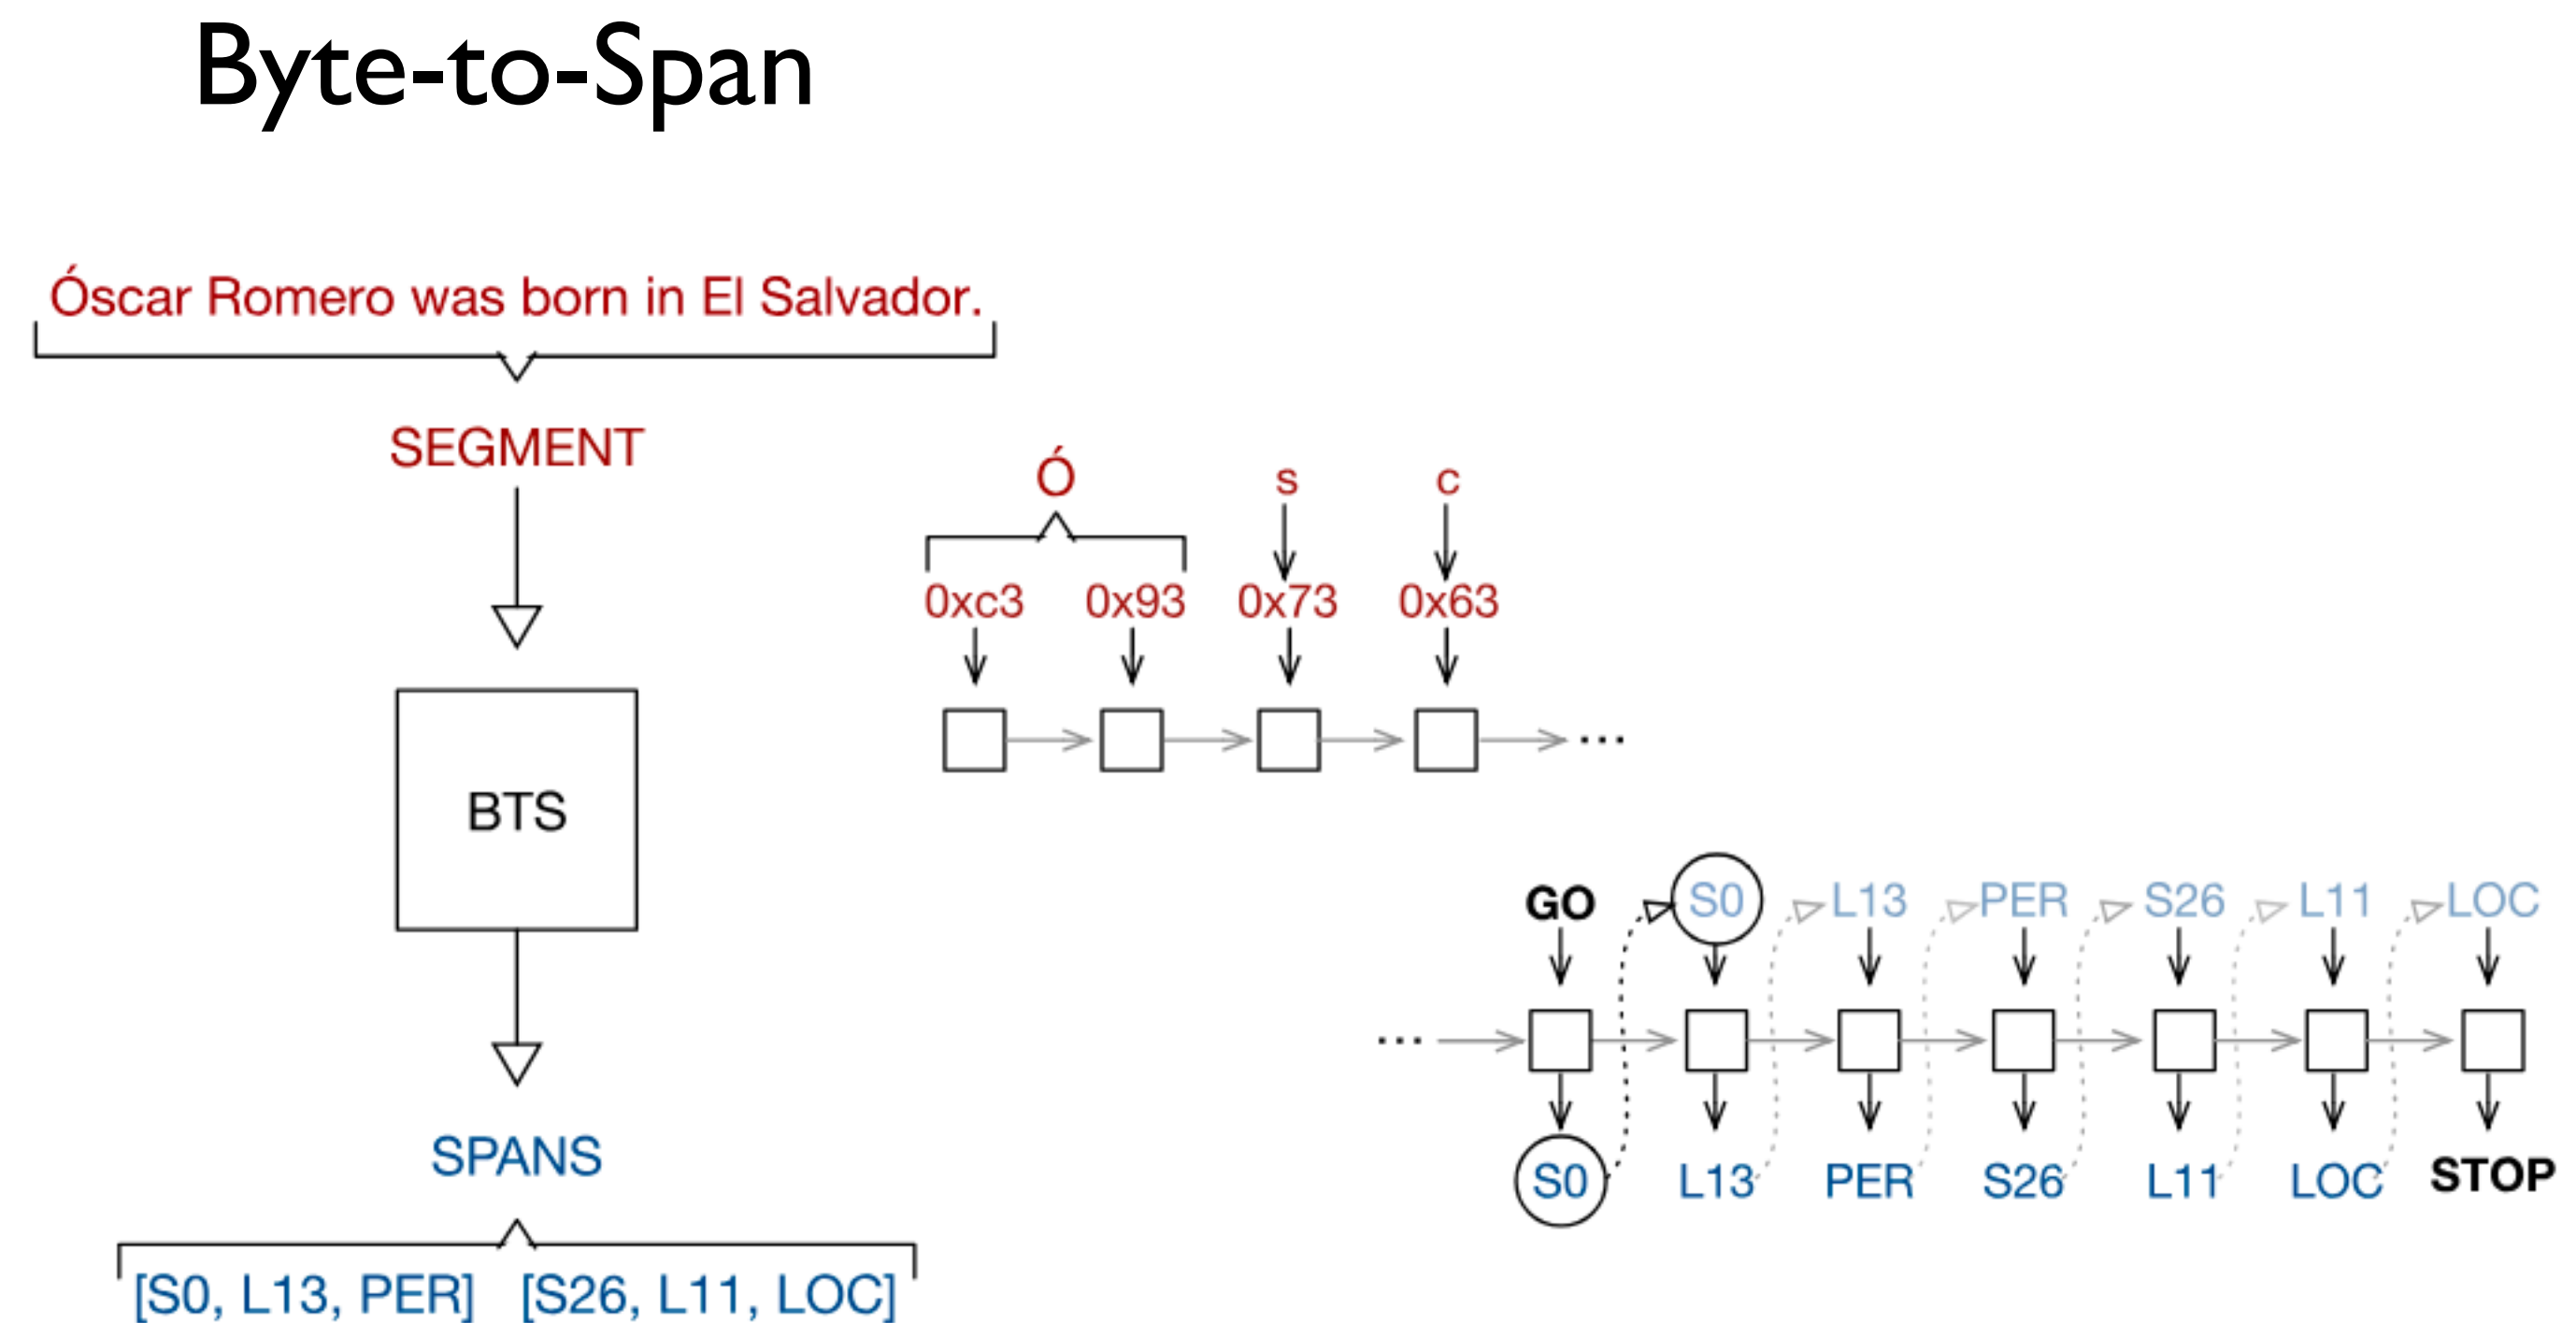 Byte-to-Span
Óscar Romero was born in El Salvador.
SEGMENT
BTS
SPANS
[S0, L13, PER] [S26, L11, LOC]
Ó s c
0xc3 0x93 0x73 0x63
...
GO S0 L13 PER S26 L11 LOC
...
S0 L13 PER S26 L11 LOC STOP